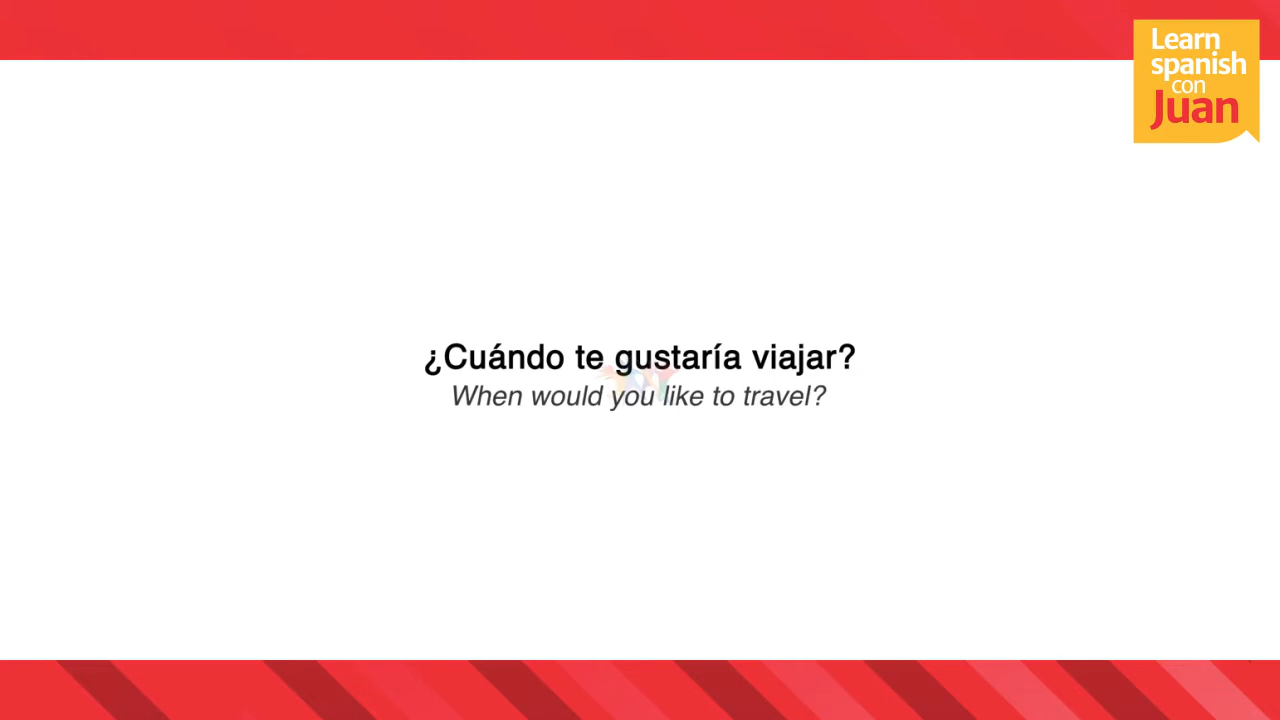 Learn
spanish
con
Juan
¿Cuándo te gustaría viajar?
When would you like to travel?